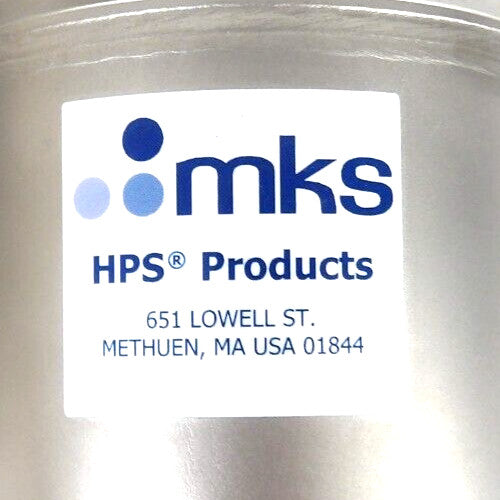 mks
HPS® Products
651 LOWELL ST.
METHUEN, MA USA 01844